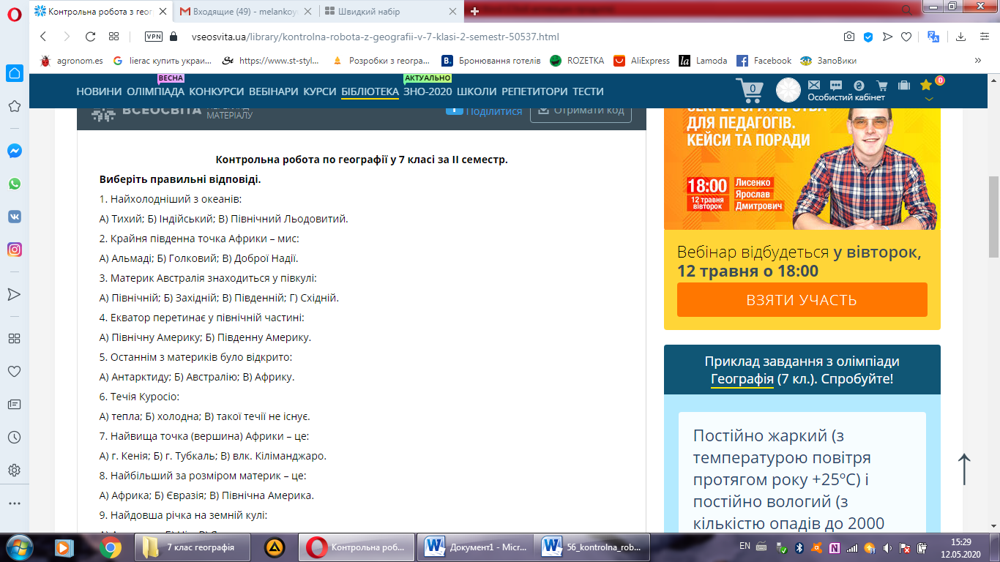 Контрольна робота з геог
Входящие (49) - melankoy
Швидкий набір
VPN
vseosvita.ua/library/kontrolna-robota-z-geografii-v-7-klasi-2-semestr-50537.html
agronom.es
lierac купить украи...
https://www.st-styl...
Розробки з геогра...
Бронювання готелів
ROZETKA
AliExpress
Lamoda
Facebook
ЗапоВики
ВЕСНА
АКТУАЛЬНО
НОВИНИ ОЛІМПІАДА КОНКУРСИ ВЕБІНАРИ КУРСИ БІБЛІОТЕКА ЗНО-2020 ШКОЛИ РЕПЕТИТОРИ ТЕСТИ
0
Особистий кабінет
0
ВСЕОСВІТА
МАТЕРІАЛУ
Поділитися
Отримати код
Контрольна робота по географії у 7 класі за ІІ семестр.
Виберіть правильні відповіді.
1. Найхолодніший з океанів:
А) Тихий; Б) Індійський; В) Північний Льодовитий.
2. Крайня південна точка Африки – мис:
А) Альмаді; Б) Голковий; В) Доброї Надії.
3. Материк Австралія знаходиться у півкулі:
А) Північній; Б) Західній; В) Південній; Г) Східній.
4. Екватор перетинає у північній частині:
А) Північну Америку; Б) Південну Америку.
5. Останнім з материків було відкрито:
А) Антарктиду; Б) Австралію; В) Африку.
6. Течія Куросіо:
А) тепла; Б) холодна; В) такої течії не існує.
7. Найвища точка (вершина) Африки – це:
А) г. Кенія; Б) г. Тубкаль; В) влк. Кіліманджаро.
8. Найбільший за розміром материк – це:
А) Африка; Б) Євразія; В) Північна Америка.
9. Найдовша річка на земній кулі:
ДЛЯ ПЕДАГОГІВ.
КЕЙСИ ТА ПОРАДИ
18:00
12 травня
вівторок
Лисенко
Ярослав
Дмитрович
Вебінар відбудеться у вівторок,
12 травня о 18:00
ВЗЯТИ УЧАСТЬ
Приклад завдання з олімпіади
Географія (7 кл.). Спробуйте!
Постійно жаркий (з
температурою повітря
протягом року +25°С) і
постійно вологий (з
кількістю опадів до 2000
7 клас географія
Контрольна роб...
Документ1 - Micr...
56_kontrolna_rob...
EN
15:29
12.05.2020